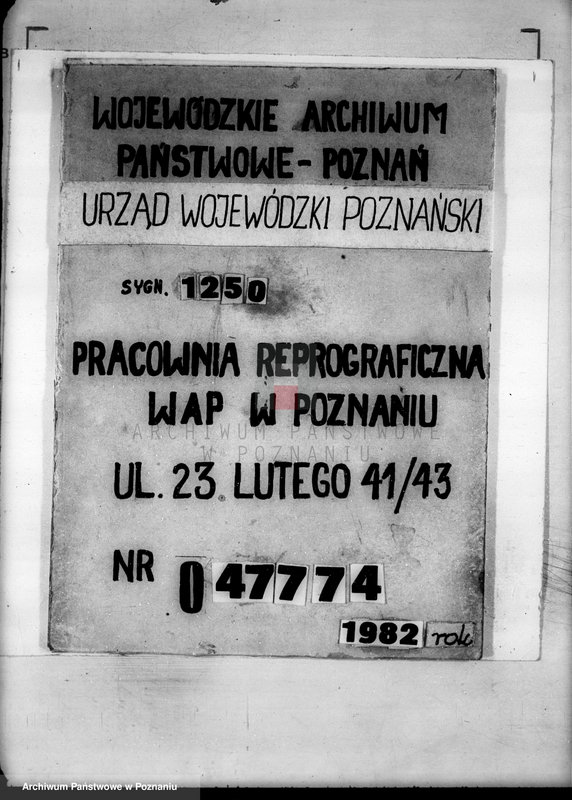 WOJEWÓDZKIE ARCHIWUM
PAŃSTWOWE - POZNAŃ
URZĄD WOJEWÓDZKI POZNAŃSKI
SYGN. 1250
PRACOWNIA REPROGRAFICZNA
WAP W POZNANIU
ARCHIWUM PAŃSTWOWE
W POZNANIU
UL. 23 LUTEGO 41/43
NR 047774
1982 rok
Archiwum Państwowe w Poznaniu